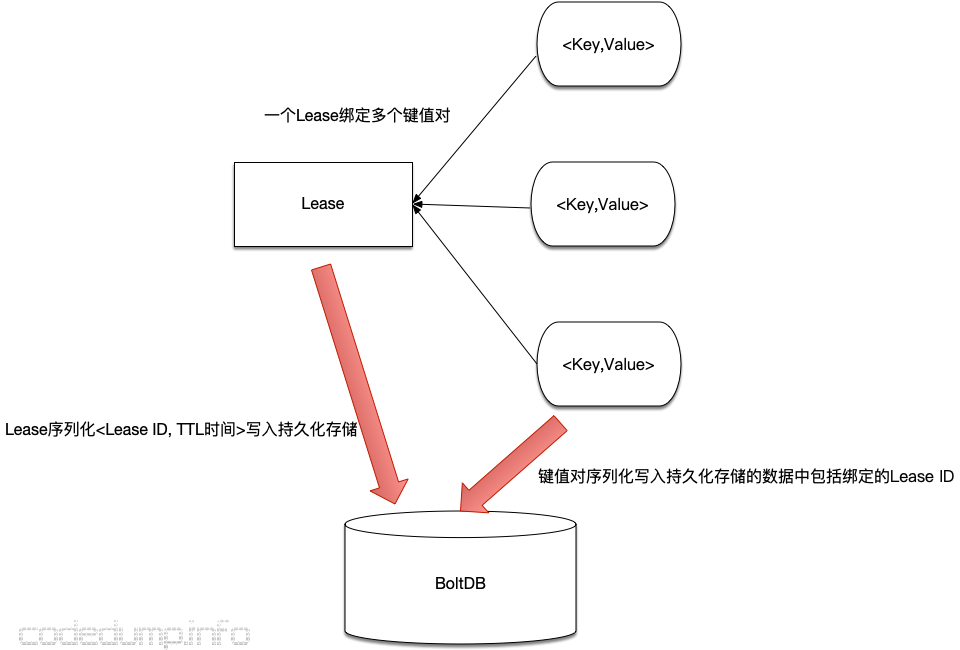 <Key,Value>
一个Lease绑定多个键值对
Lease
<Key,Value>
<Key,Value>
Lease序列化<Lease ID, TTL时间>写入持久化存储
键值对序列化写入持久化存储的数据中包括绑定的Lease ID
BoltDB
codedump.info